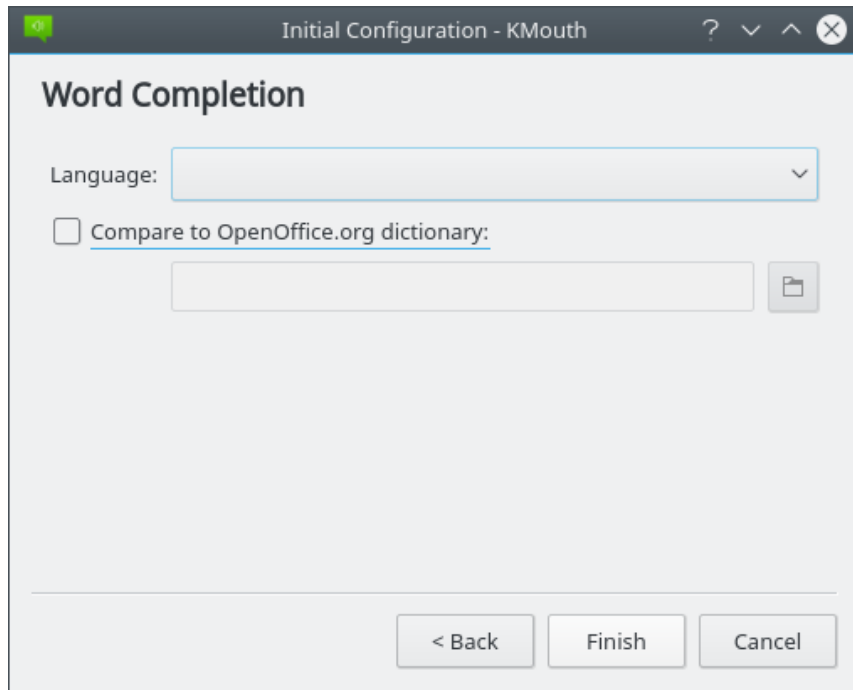 Initial Configuration - KMouth
Word Completion
Language:
Compare to OpenOffice.org dictionary:
< Back
Finish
Cancel